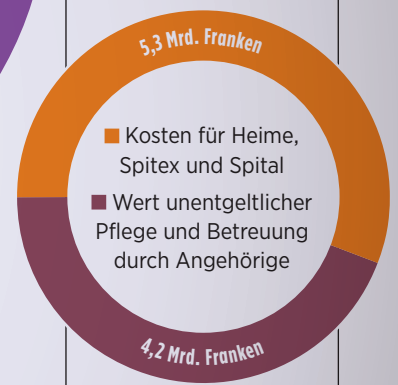 5,3 Mrd. Franken
Kosten für Heime,
Spitex und Spital
Wert unentgeltlicher
Pflege und Betreuung
durch Angehörige
4,2 Mrd. Franken